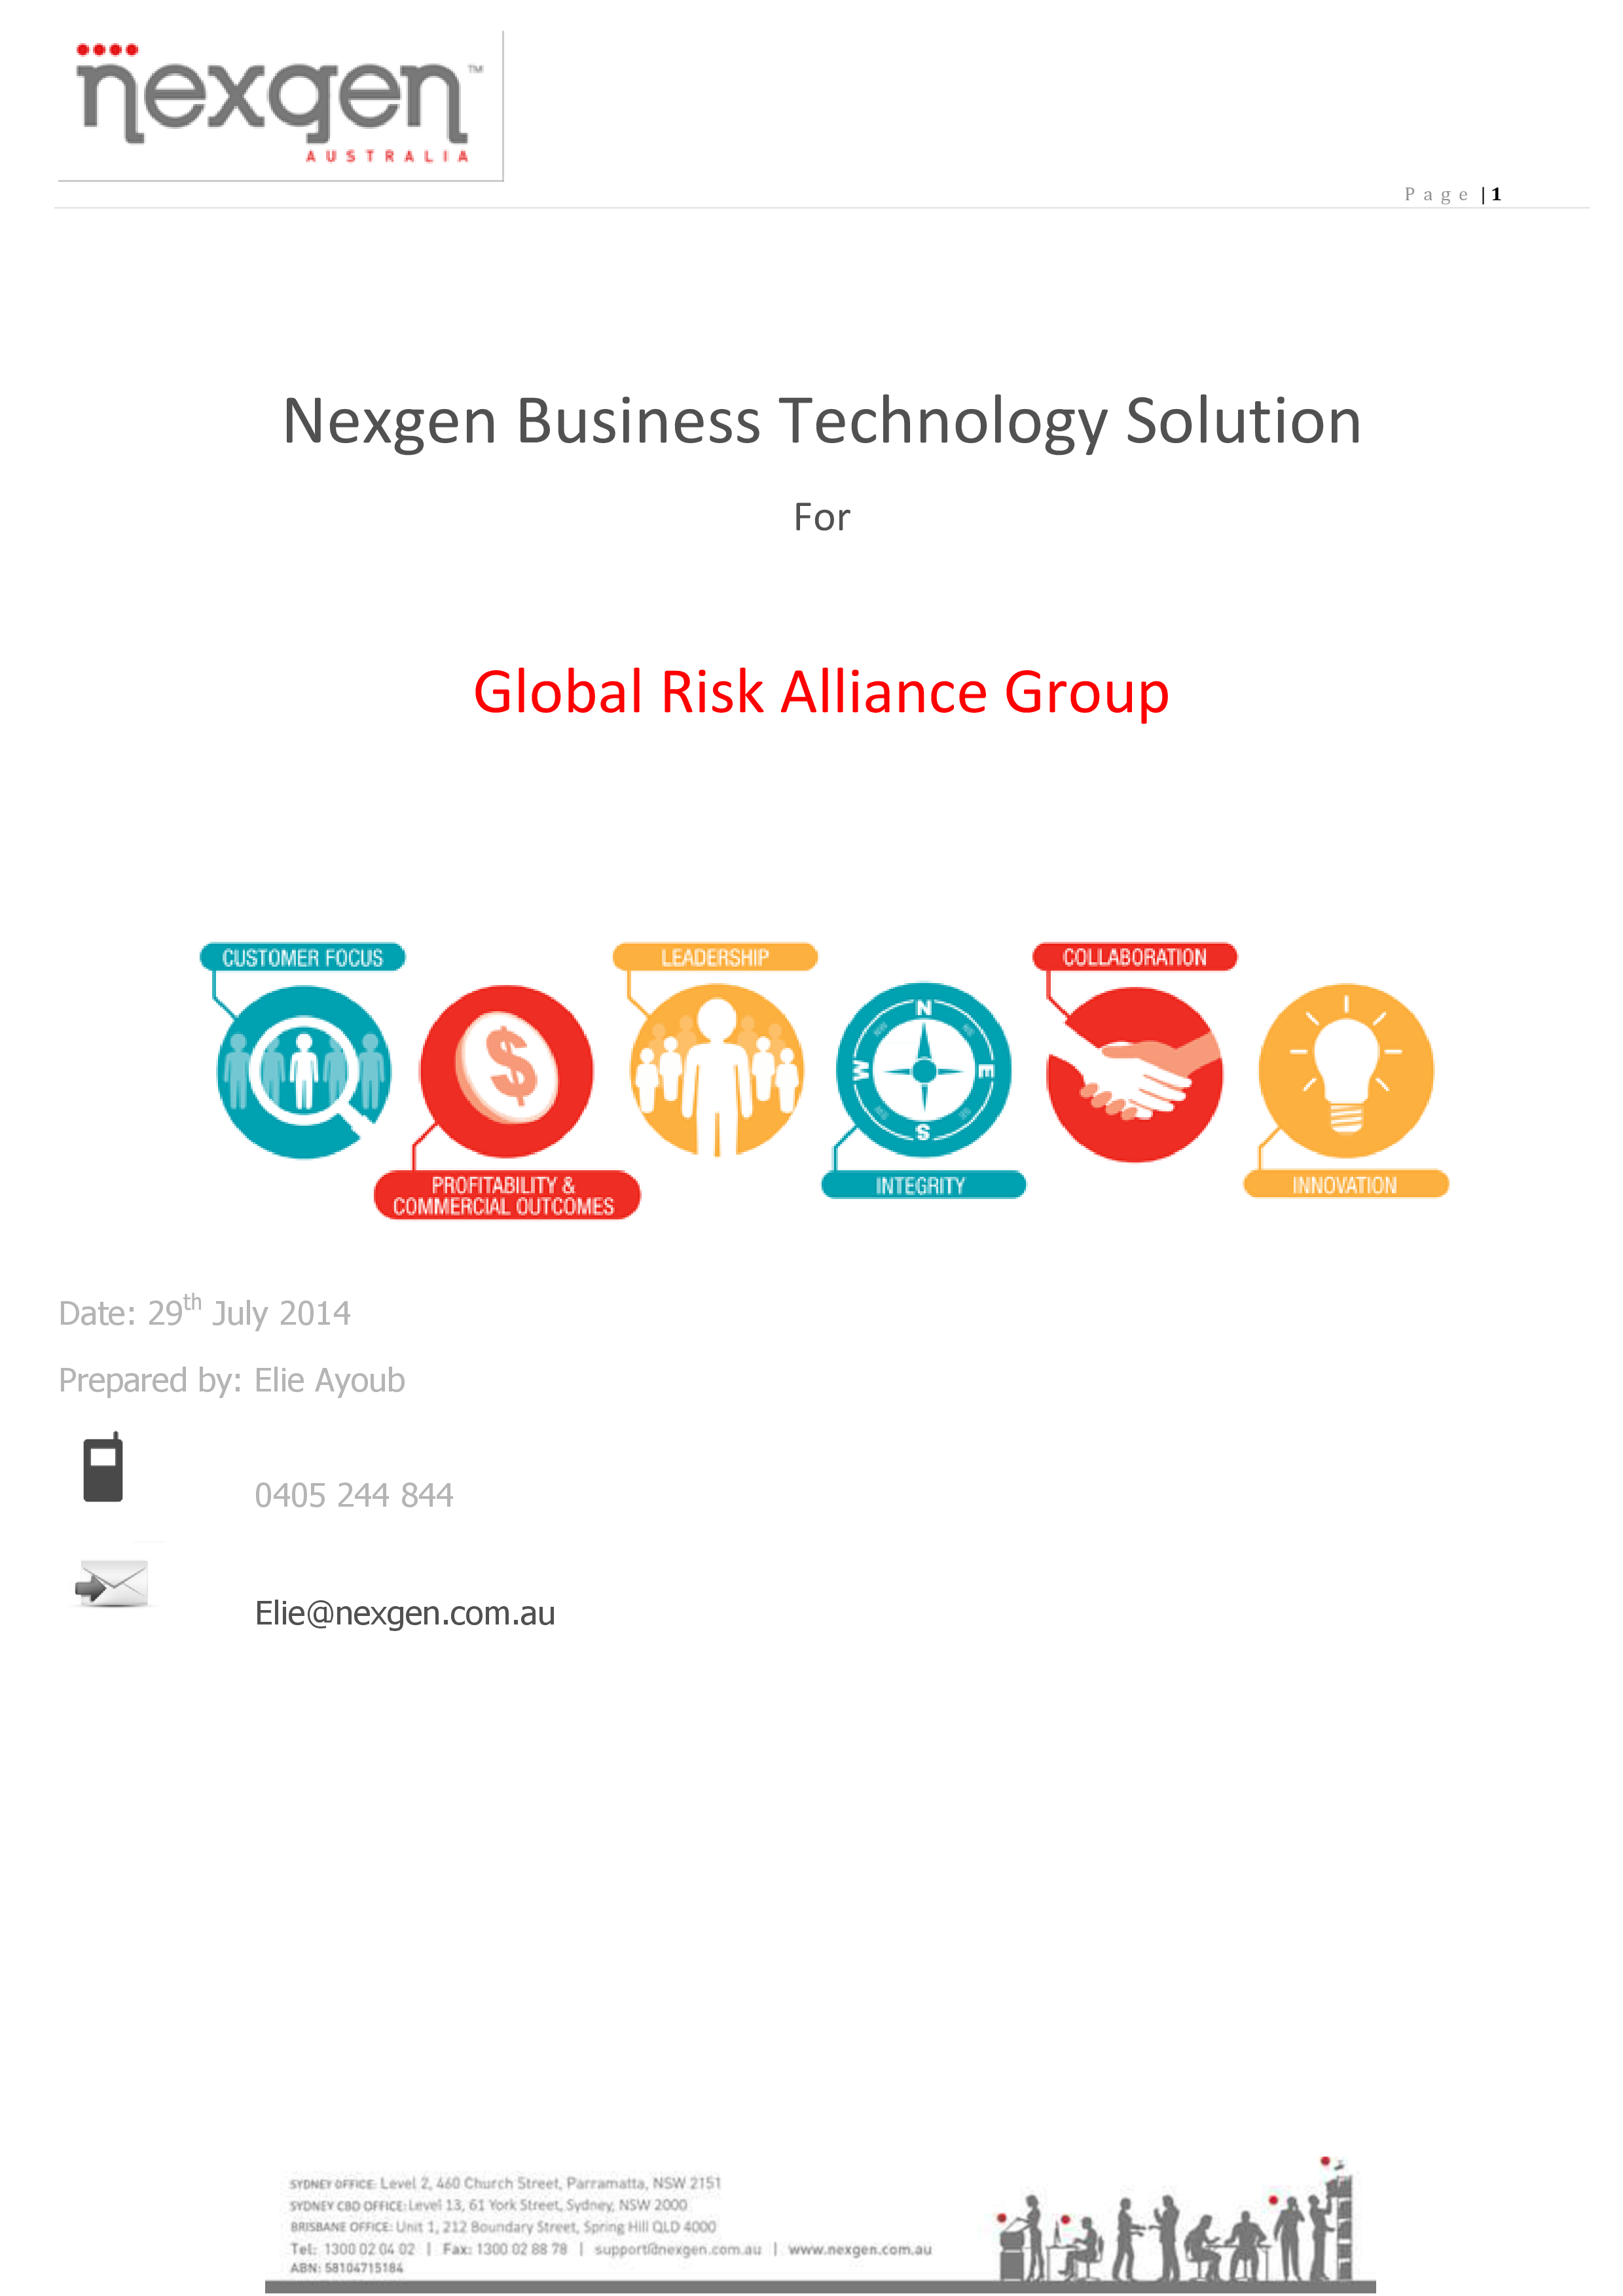 nexgen™
AUSTRALIA
Page | 1
Nexgen Business Technology Solution
For
Global Risk Alliance Group
CUSTOMER FOCUS
LEADERSHIP
COLLABORATION
N
W
E
S
$
PROFITABILITY &
COMMERCIAL OUTCOMES
INTEGRITY
INNOVATION
Date: 29th July 2014
Prepared by: Elie Ayoub
0405 244 844
Elie@nexgen.com.au
SYDNEY OFFICE: Level 2, 460 Church Street, Parramatta, NSW 2151
SYDNEY CBD OFFICE: Level 13, 61 York Street, Sydney, NSW 2000
BRISBANE OFFICE: Unit 1, 212 Boundary Street, Spring Hill QLD 4000
Tel: 1300 02 04 02 | Fax: 1300 02 88 78 | support@nexgen.com.au | www.nexgen.com.au
ABN: 58104715184